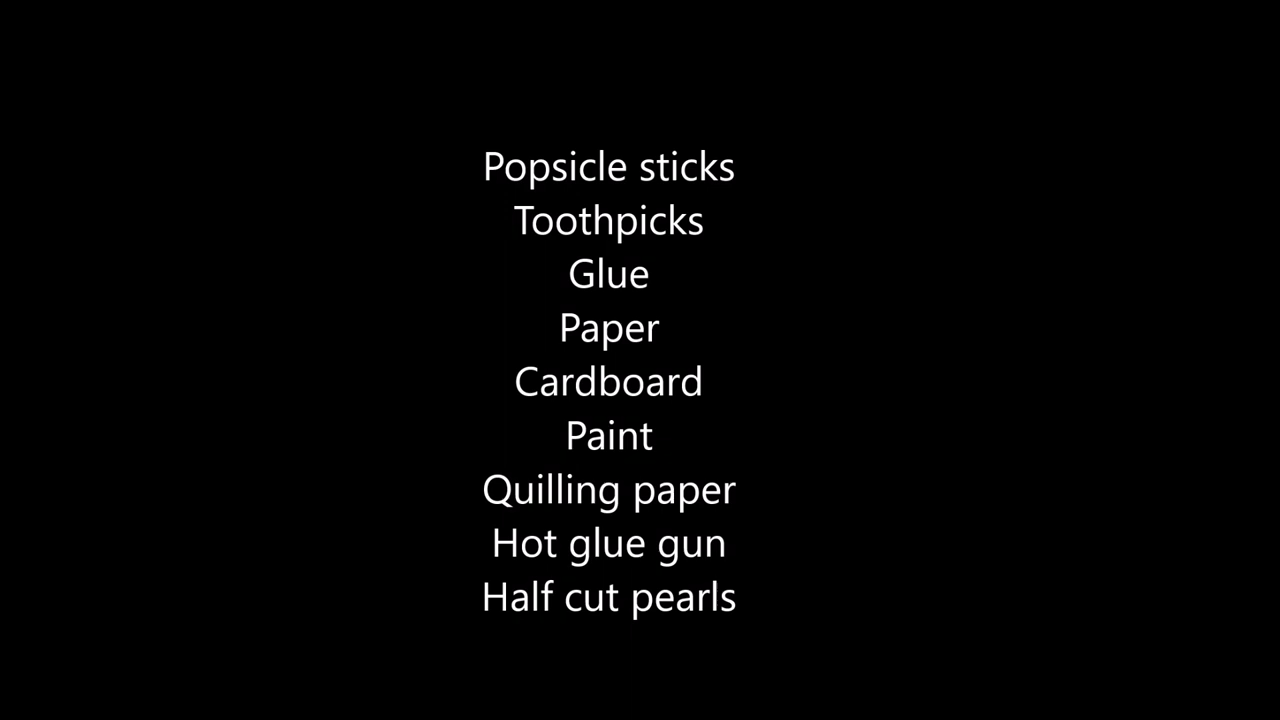 Popsicle sticks
Toothpicks
Glue
Paper
Cardboard
Paint
Quilling paper
Hot glue gun
Half cut pearls